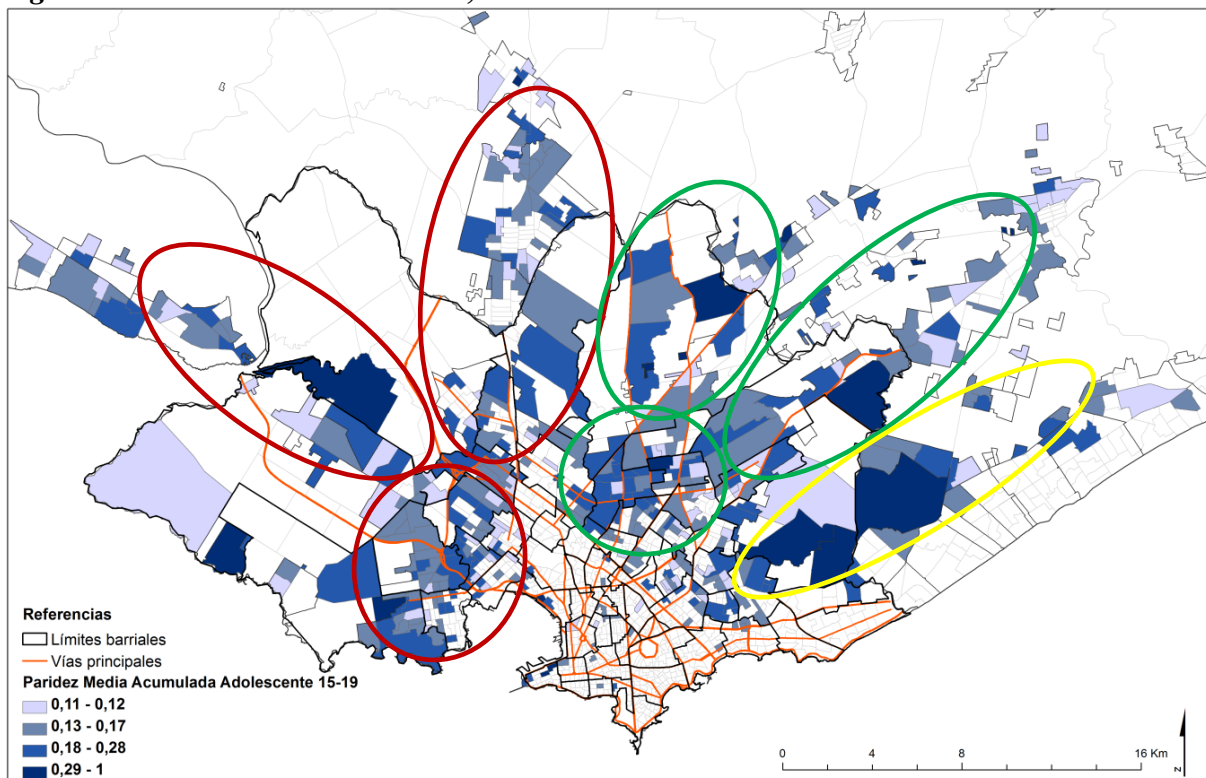 Referencias
Límites barriales
Vías principales
Paridez Media Acumulada Adolescente 15-19
0,11 - 0,12
0,13 - 0,17
0,18 - 0,28
0,29 - 1
0 4 8 16 Km
N